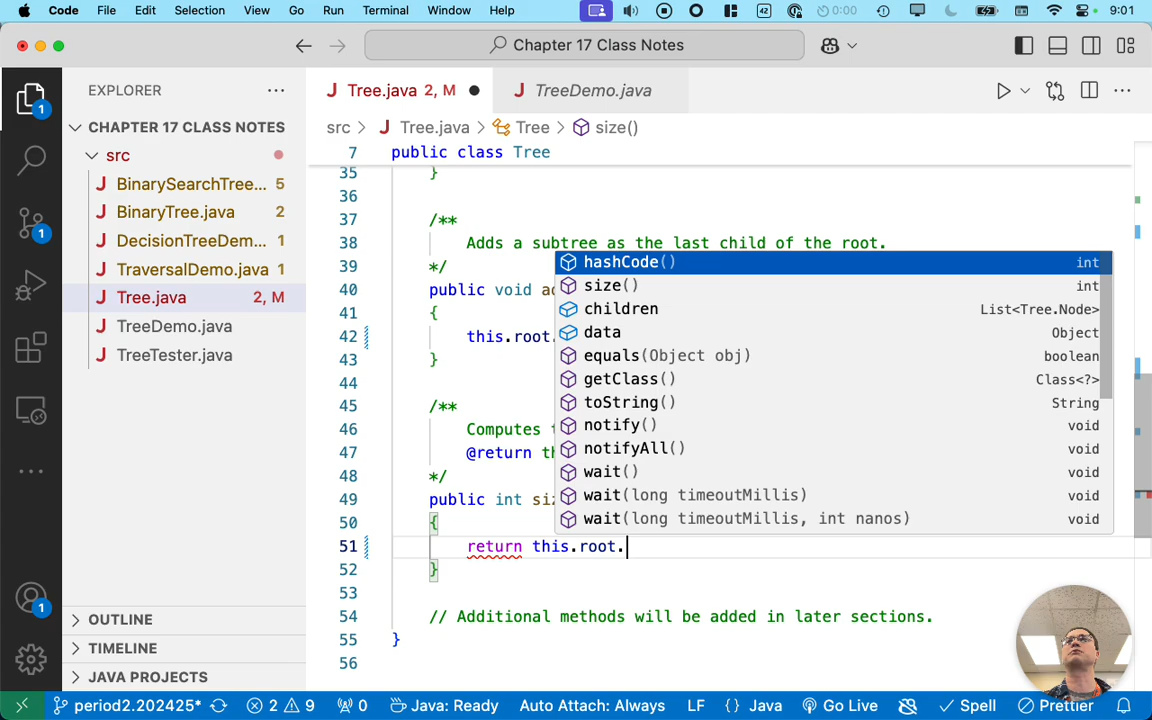 Code File Edit Selection View Go Run Terminal Window Help 42 0:00 9:01
Chapter 17 Class Notes
EXPLORER
CHAPTER 17 CLASS NOTES
src
J BinarySearchTree... 5
J BinaryTree.java 2
J DecisionTreeDem... 1
J TraversalDemo.java 1
J Tree.java 2, M
J TreeDemo.java
J TreeTester.java
OUTLINE
TIMELINE
JAVA PROJECTS
1
1
1
J Tree.java 2, M
J TreeDemo.java
src > J Tree.java > Tree > size()
7 public class Tree
35 }
36
37 /**
38 Adds a subtree as the last child of the root.
39 */
40 public void ad
41 {
42 this.root.
43 }
44
45 /**
46 Computes t
47 @return th
48 */
49 public int siz
50 {
51 return this.root.
52 }
53
54 // Additional methods will be added in later sections.
55 }
56
hashCode() int
size() int
children List<Tree.Node>
data Object
equals(Object obj) boolean
getClass() Class<?>
toString() String
notify() void
notifyAll() void
wait() void
wait(long timeoutMillis) void
wait(long timeoutMillis, int nanos) void
period2.202425* 2 9 0 Java: Ready Auto Attach: Always LF {} Java Go Live Spell Prettier